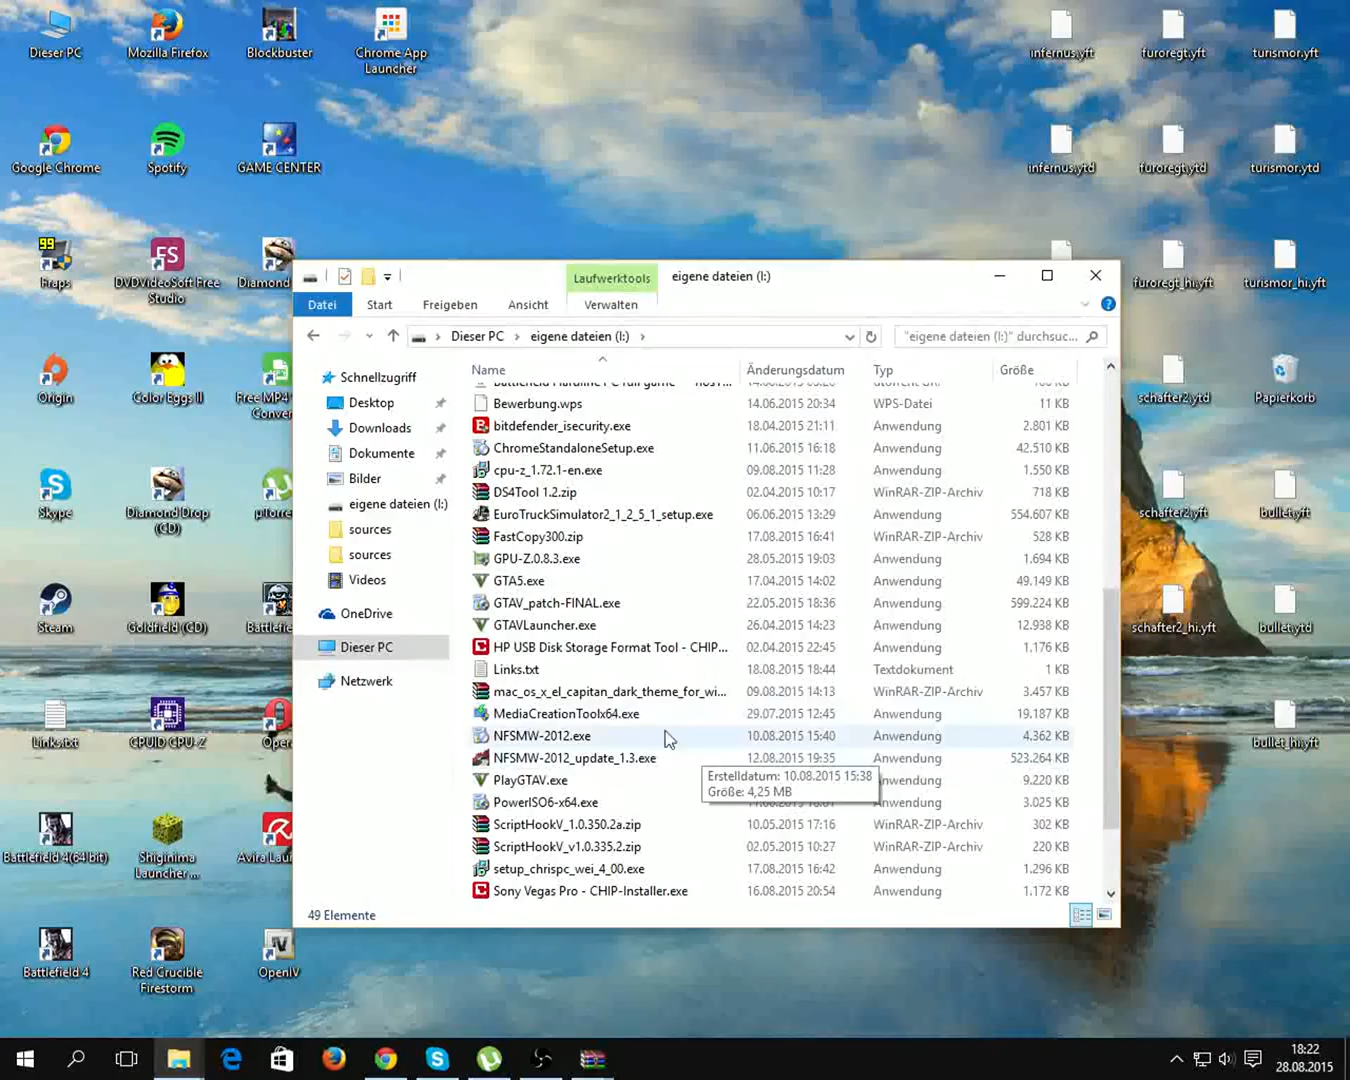 Dieser PC
Mozilla Firefox
Blockbuster
Chrome App
Launcher
infernus.yft
furoregt.yft
turismor.yft
Google Chrome
Spotify
GAME CENTER
infernus.ytd
furoregt.ytd
turismor.ytd
99
Fraps
FS
DVDVideoSoft Free
Studio
Diamond
furoregt_hi.yft
turismor_hi.yft
Origin
Color Eggs II
Free MP4
Conver
schafter2.ytd
Papierkorb
Skype
Diamond Drop
(CD)
µTorre
schafter2.yft
bullet.yft
Steam
Goldfield (CD)
Battlefie
schafter2_hi.yft
bullet.ytd
Links.txt
CPUID CPU-Z
Oper
bullet_hi.yft
Battlefield 4(64 bit)
Shiginima
Launcher ...
Avira Laun
Battlefield 4
Red Crucible
Firestorm
OpenIV
Laufwerktools
eigene dateien (I:)
Datei
Start
Freigeben
Ansicht
Verwalten
Dieser PC
eigene dateien (I:)
"eigene dateien (I:)" durchsuc...
Schnellzugriff
Desktop
Downloads
Dokumente
Bilder
eigene dateien (I:)
sources
sources
Videos
OneDrive
Dieser PC
Netzwerk
Name Änderungsdatum Typ Größe
Bewerbung.wps 14.06.2015 20:34 WPS-Datei 11 KB
bitdefender_isecurity.exe 18.04.2015 21:11 Anwendung 2.801 KB
ChromeStandaloneSetup.exe 11.06.2015 16:18 Anwendung 42.510 KB
cpu-z_1.72.1-en.exe 09.08.2015 11:28 Anwendung 1.550 KB
DS4Tool 1.2.zip 02.04.2015 10:17 WinRAR-ZIP-Archiv 718 KB
EuroTruckSimulator2_1_2_5_1_setup.exe 06.06.2015 13:29 Anwendung 554.607 KB
FastCopy300.zip 17.08.2015 16:41 WinRAR-ZIP-Archiv 528 KB
GPU-Z.0.8.3.exe 28.05.2015 19:03 Anwendung 1.694 KB
GTA5.exe 17.04.2015 14:02 Anwendung 49.149 KB
GTAV_patch-FINAL.exe 22.05.2015 18:36 Anwendung 599.224 KB
GTAVLauncher.exe 26.04.2015 14:23 Anwendung 12.938 KB
HP USB Disk Storage Format Tool - CHIP... 02.04.2015 22:45 Anwendung 1.176 KB
Links.txt 18.08.2015 18:44 Textdokument 1 KB
mac_os_x_el_capitan_dark_theme_for_wi... 09.08.2015 14:13 WinRAR-ZIP-Archiv 3.457 KB
MediaCreationToolx64.exe 29.07.2015 12:45 Anwendung 19.187 KB
NFSMW-2012.exe 10.08.2015 15:40 Anwendung 4.362 KB
NFSMW-2012_update_1.3.exe 12.08.2015 19:35 Anwendung 523.264 KB
PlayGTAV.exe Anwendung 9.220 KB
Erstelldatum: 10.08.2015 15:38
Größe: 4,25 MB
PowerISO6-x64.exe Anwendung 3.025 KB
ScriptHookV_1.0.350.2a.zip 10.05.2015 17:16 WinRAR-ZIP-Archiv 302 KB
ScriptHookV_v1.0.335.2.zip 02.05.2015 10:27 WinRAR-ZIP-Archiv 220 KB
setup_chrispc_wei_4_00.exe 17.08.2015 16:42 Anwendung 1.296 KB
Sony Vegas Pro - CHIP-Installer.exe 16.08.2015 20:54 Anwendung 1.172 KB
49 Elemente
18:22
28.08.2015